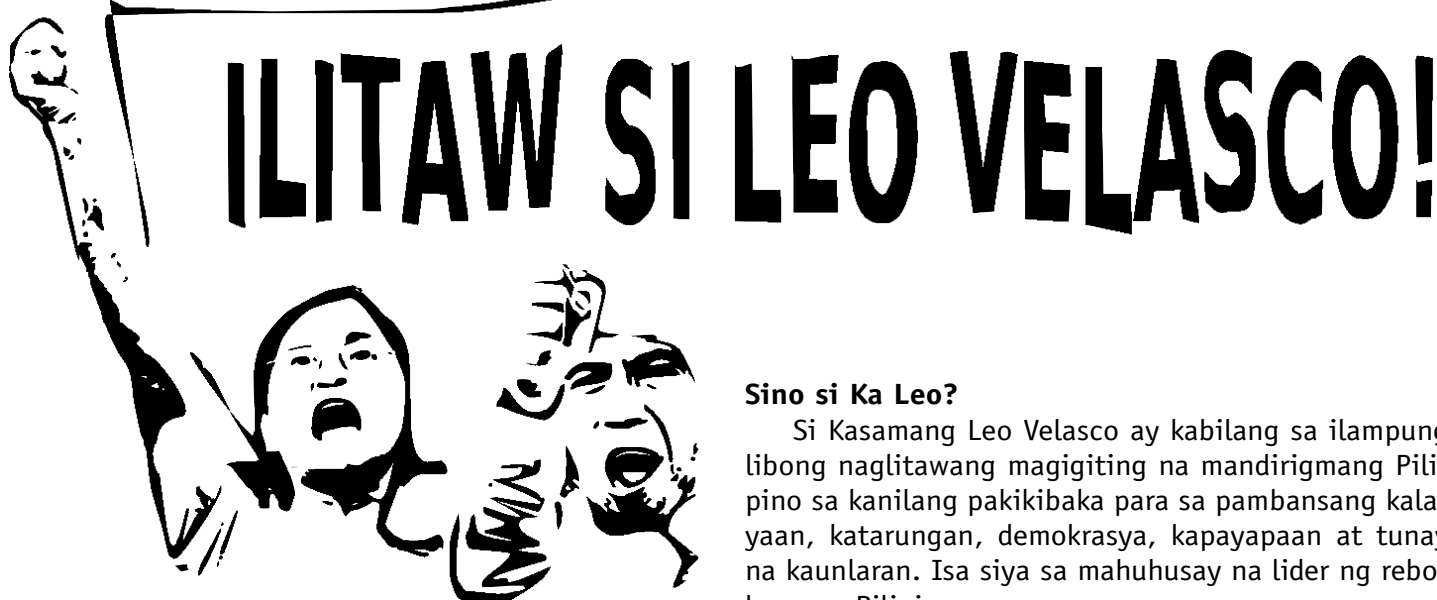 ILITAW SI LEO VELASCO!
Sino si Ka Leo?
Si Kasamang Leo Velasco ay kabilang sa ilampung
libong naglitawang magigiting na mandirigmang Pili-
pino sa kanilang pakikibaka para sa pambansang kala-
yaan, katarungan, demokrasya, kapayapaan at tunay
na kaunlaran. Isa siya sa mahuhusay na lider ng rebo-